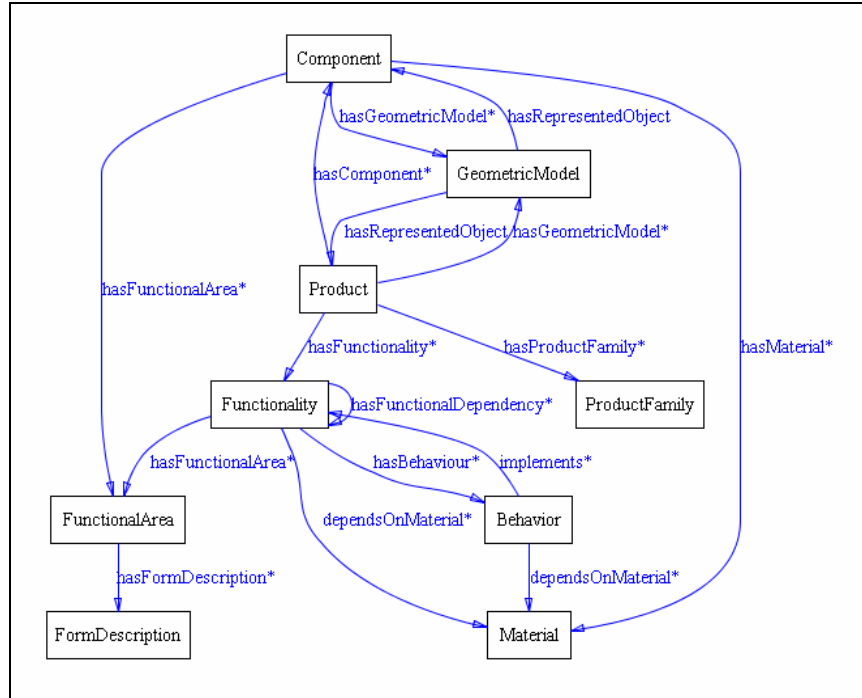 Component
hasGeometricModel*
hasRepresentedObject
hasComponent*
GeometricModel
hasRepresentedObject
hasGeometricModel*
Product
hasFunctionalArea*
hasFunctionality*
hasProductFamily*
hasMaterial*
Functionality
hasFunctionalDependency*
ProductFamily
hasFunctionalArea*
hasBehaviour*
implements*
FunctionalArea
dependsOnMaterial*
Behavior
hasFormDescription*
dependsOnMaterial*
FormDescription
Material